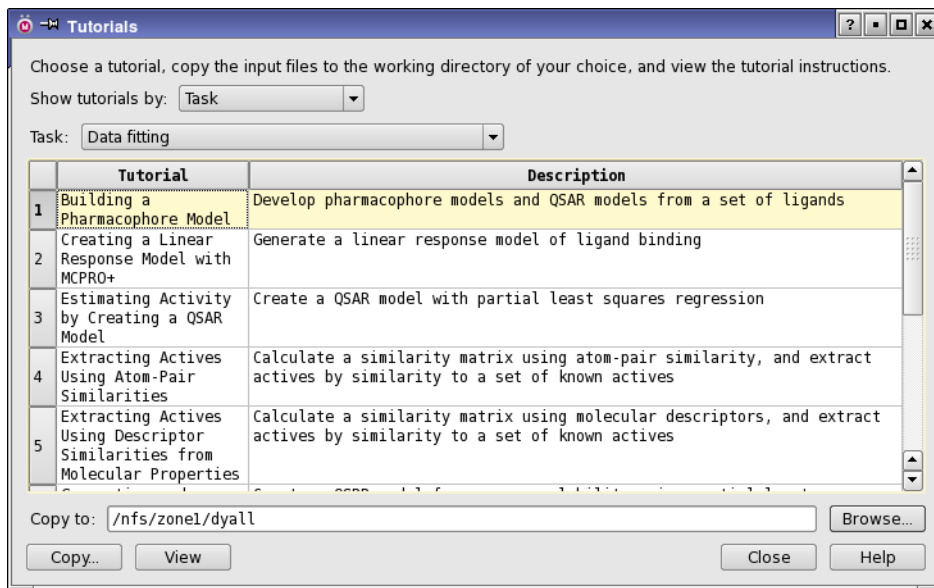 Tutorials
Choose a tutorial, copy the input files to the working directory of your choice, and view the tutorial instructions.
Show tutorials by: Task
Task: Data fitting
Tutorial Description
1 Building a Pharmacophore Model Develop pharmacophore models and QSAR models from a set of ligands
2 Creating a Linear Response Model with MCPRO+ Generate a linear response model of ligand binding
3 Estimating Activity by Creating a QSAR Model Create a QSAR model with partial least squares regression
4 Extracting Actives Using Atom-Pair Similarities Calculate a similarity matrix using atom-pair similarity, and extract actives by similarity to a set of known actives
5 Extracting Actives Using Descriptor Similarities from Molecular Properties Calculate a similarity matrix using molecular descriptors, and extract actives by similarity to a set of known actives
Copy to: /nfs/zone1/dyall Browse...
Copy... View Close Help